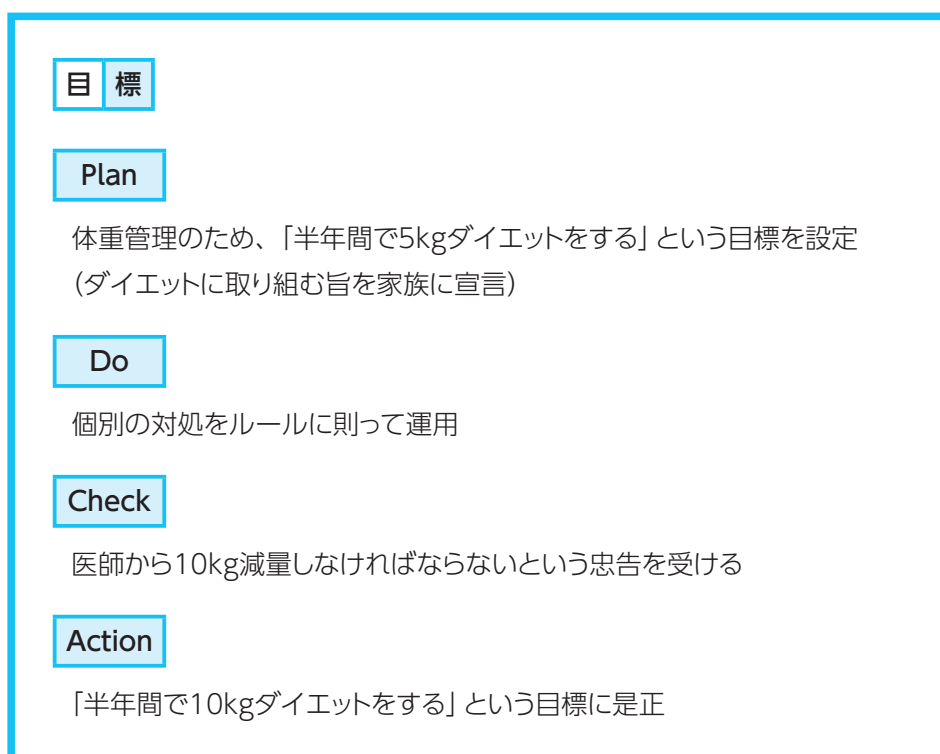 目標
Plan
体重管理のため、「半年間で5kgダイエットをする」という目標を設定
(ダイエットに取り組む旨を家族に宣言)
Do
個別の対処をルールに則って運用
Check
医師から10kg減量しなければならないという忠告を受ける
Action
「半年間で10kgダイエットをする」という目標に是正